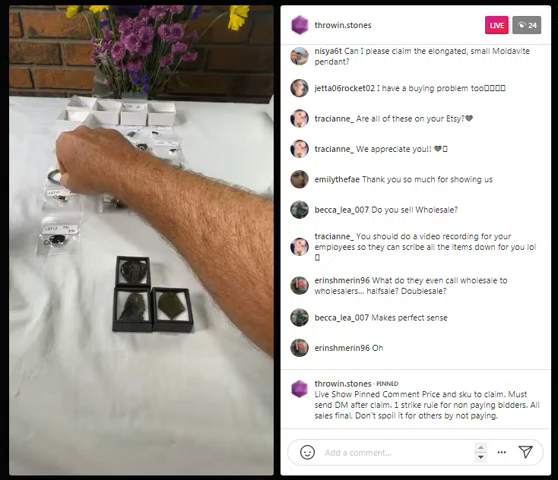 throwin.stones
LIVE
24
nisya6t Can I please claim the elongated, small Moldavite
pendant?
jetta06rocket02 I have a buying problem too
tracianne_ Are all of these on your Etsy?🖤
tracianne_ We appreciate you!! 🖤
emilythefae Thank you so much for showing us
becca_lea_007 Do you sell Wholesale?
tracianne_ You should do a video recording for your
employees so they can scribe all the items down for you lol
erinshmerin96 What do they even call wholesale to
wholesalers... halfsale? Doublesale?
becca_lea_007 Makes perfect sense
erinshmerin96 Oh
throwin.stones · PINNED
Live Show Pinned Comment Price and sku to claim. Must
send DM after claim. 1 strike rule for non paying bidders. All
sales final. Don't spoil it for others by not paying.
Add a comment...